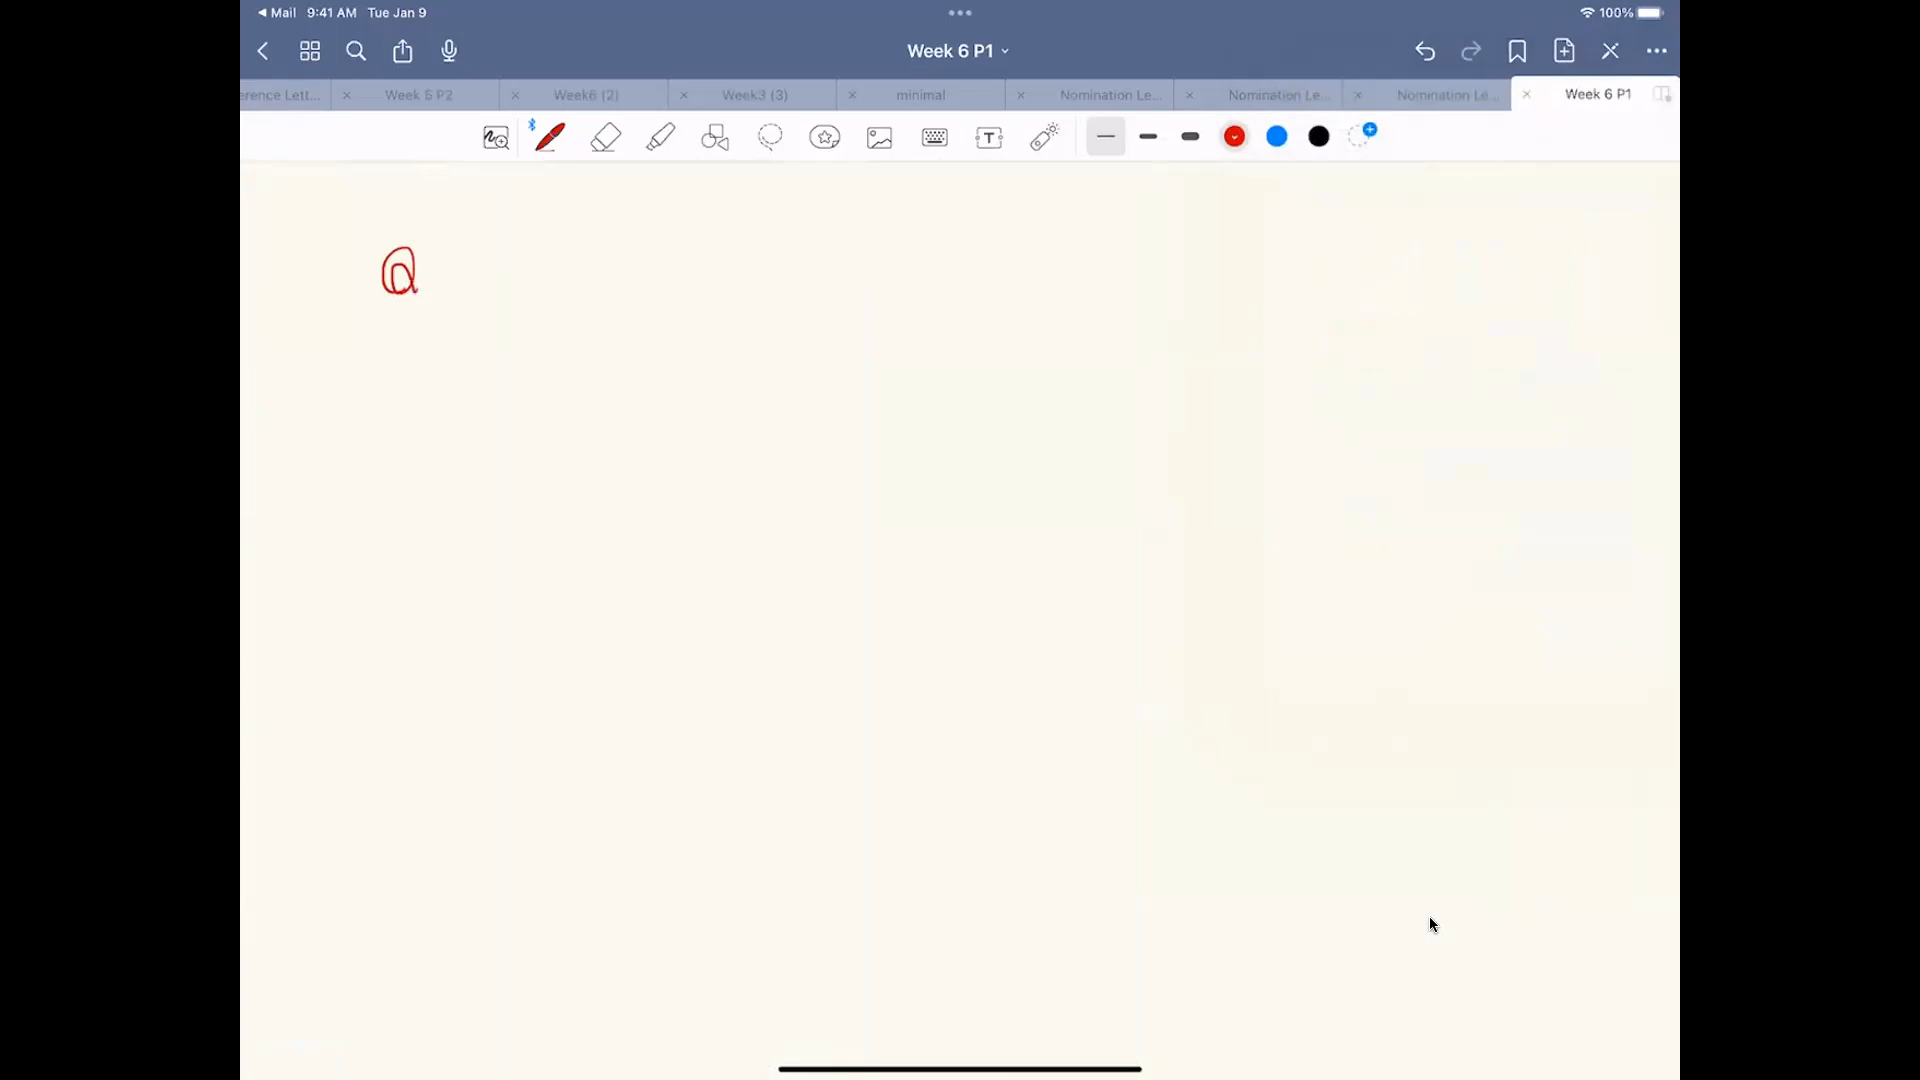 Mail 9:41 AM Tue Jan 9 100%
Week 6 P1
erence Lett... Week 5 P2 Week6 (2) Week3 (3) minimal Nomination Le... Nomination Le... Nomination Le... Week 6 P1
T
Q